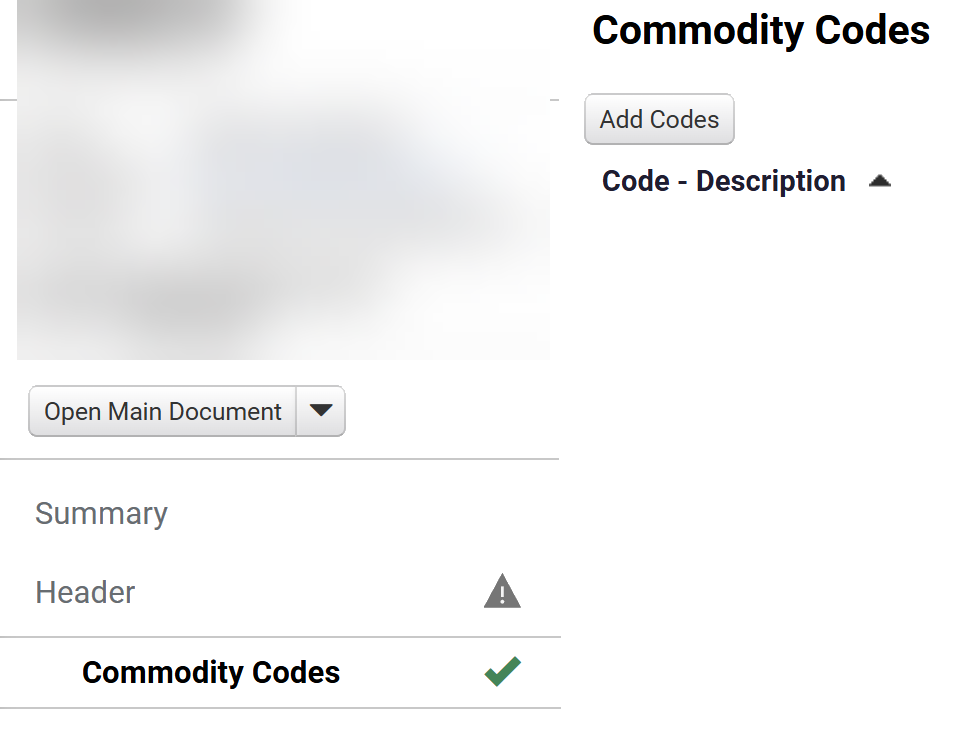 Commodity Codes
Add Codes
Code - Description
Open Main Document
Summary
Header
Commodity Codes